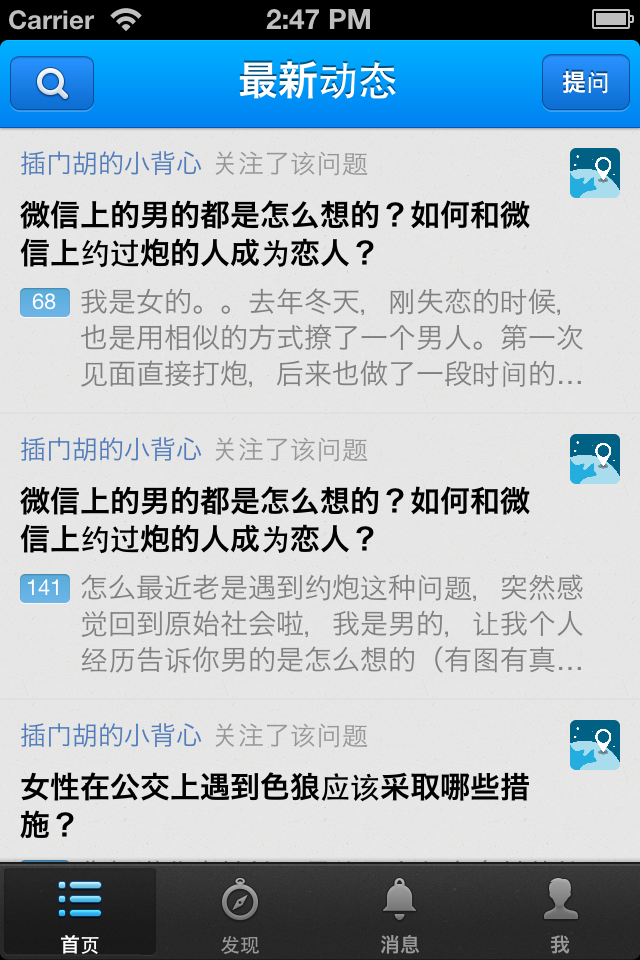 Carrier 2:47 PM
最新动态
提问
插门胡的小背心 关注了该问题
微信上的男的都是怎么想的？如何和微
信上约过炮的人成为恋人？
68 我是女的。。去年冬天，刚失恋的时候，
也是用相似的方式撩了一个男人。第一次
见面直接打炮，后来也做了一段时间的...
插门胡的小背心 关注了该问题
微信上的男的都是怎么想的？如何和微
信上约过炮的人成为恋人？
141 怎么最近老是遇到约炮这种问题，突然感
觉回到原始社会啦，我是男的，让我个人
经历告诉你男的是怎么想的（有图有真...
插门胡的小背心 关注了该问题
女性在公交上遇到色狼应该采取哪些措
施？
首页 发现 消息 我